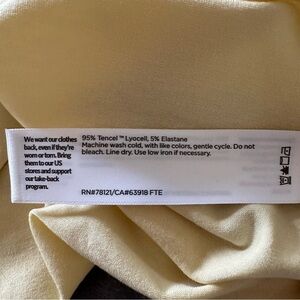 We want our clothes
back, even if they're
worn or torn. Bring
them to our US
stores and support
our take-back
program.
95% Tencel ™ Lyocell, 5% Elastane
Machine wash cold, with like colors, gentle cycle. Do not
bleach. Line dry. Use low iron if necessary.
RN#78121/CA#63918 FTE